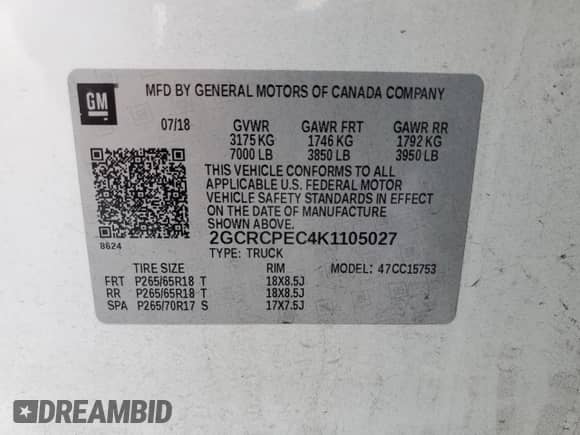 GM
MFD BY GENERAL MOTORS OF CANADA COMPANY
07/18 GVWR GAWR FRT GAWR RR
3175 KG 1746 KG 1792 KG
7000 LB 3850 LB 3950 LB
THIS VEHICLE CONFORMS TO ALL
APPLICABLE U.S. FEDERAL MOTOR
VEHICLE SAFETY STANDARDS IN EFFECT
ON THE DATE OF MANUFACTURE
SHOWN ABOVE.
8624
2GCRCPEC4K1105027
TYPE: TRUCK
TIRE SIZE RIM MODEL: 47CC15753
FRT P265/65R18 T 18X8.5J
RR P265/65R18 T 18X8.5J
SPA P265/70R17 S 17X7.5J
DREAMBID